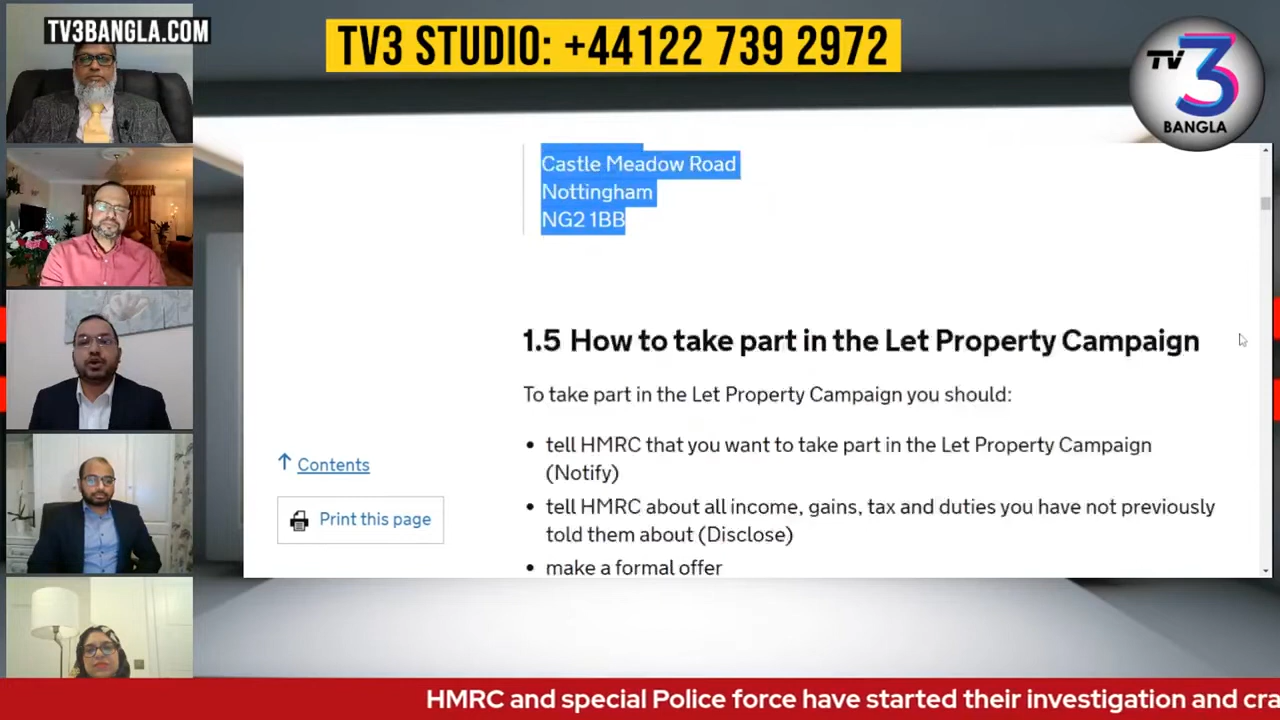 TV3BANGLA.COM
TV3 STUDIO: +44122 739 2972
TV3
BANGLA
Castle Meadow Road
Nottingham
NG2 1BB
1.5 How to take part in the Let Property Campaign
To take part in the Let Property Campaign you should:
• tell HMRC that you want to take part in the Let Property Campaign
(Notify)
• tell HMRC about all income, gains, tax and duties you have not previously
told them about (Disclose)
• make a formal offer
↑ Contents
Print this page
HMRC and special Police force have started their investigation and cra